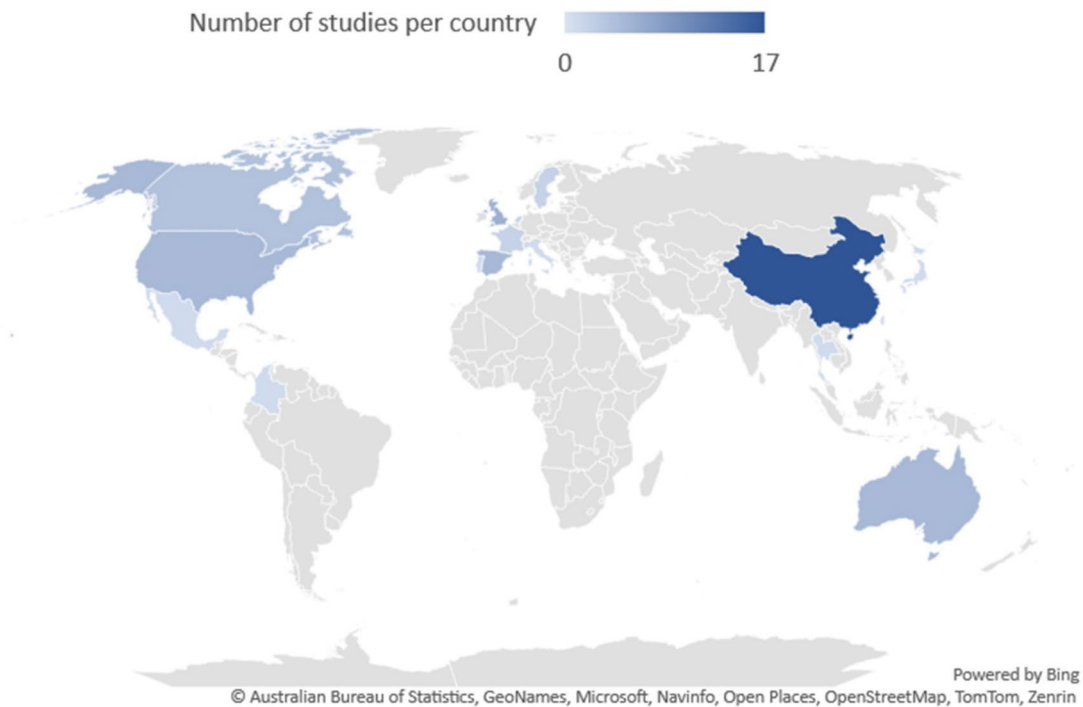 Number of studies per country
0 17
Powered by Bing
© Australian Bureau of Statistics, GeoNames, Microsoft, Navinfo, Open Places, OpenStreetMap, TomTom, Zenrin